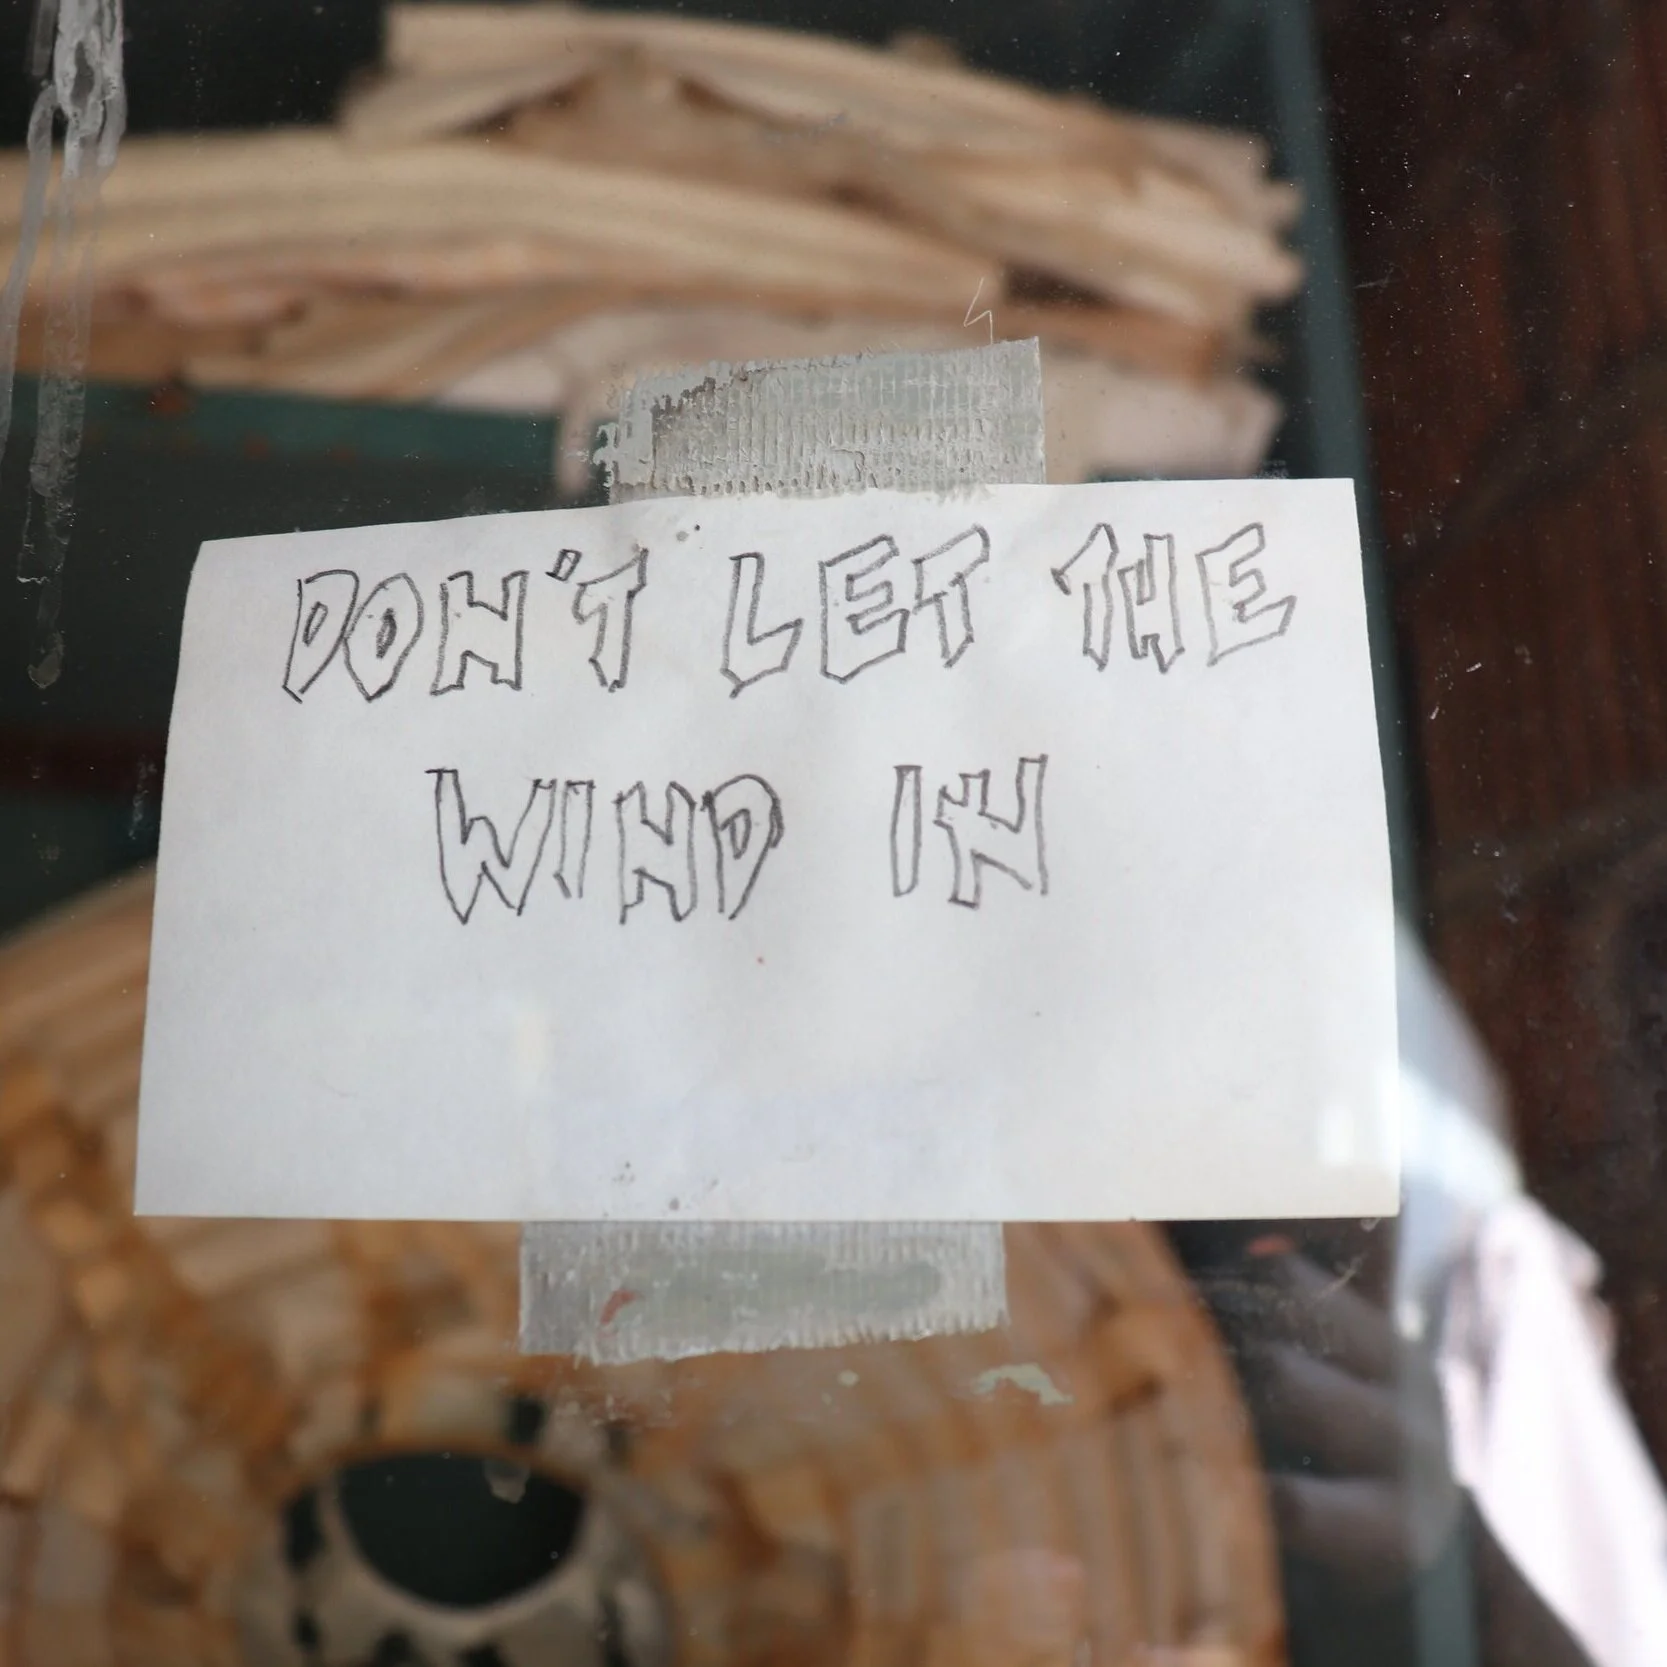 DON'T LET THE
WIND IN